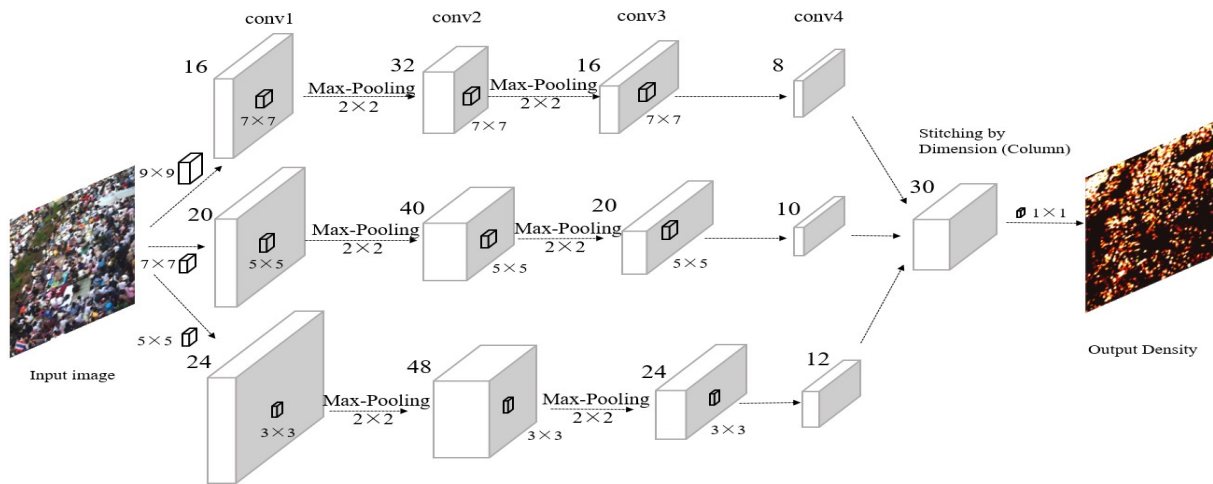 conv1
conv2
conv3
conv4
16
Max-Pooling
2×2
32
Max-Pooling
2×2
16
8
7×7
7×7
7×7
9×9
20
Max-Pooling
2×2
40
Max-Pooling
2×2
20
10
5×5
5×5
5×5
7×7
5×5
24
Max-Pooling
2×2
48
Max-Pooling
2×2
24
12
3×3
3×3
3×3
Stitching by
Dimension (Column)
30
1×1
Input image
Output Density